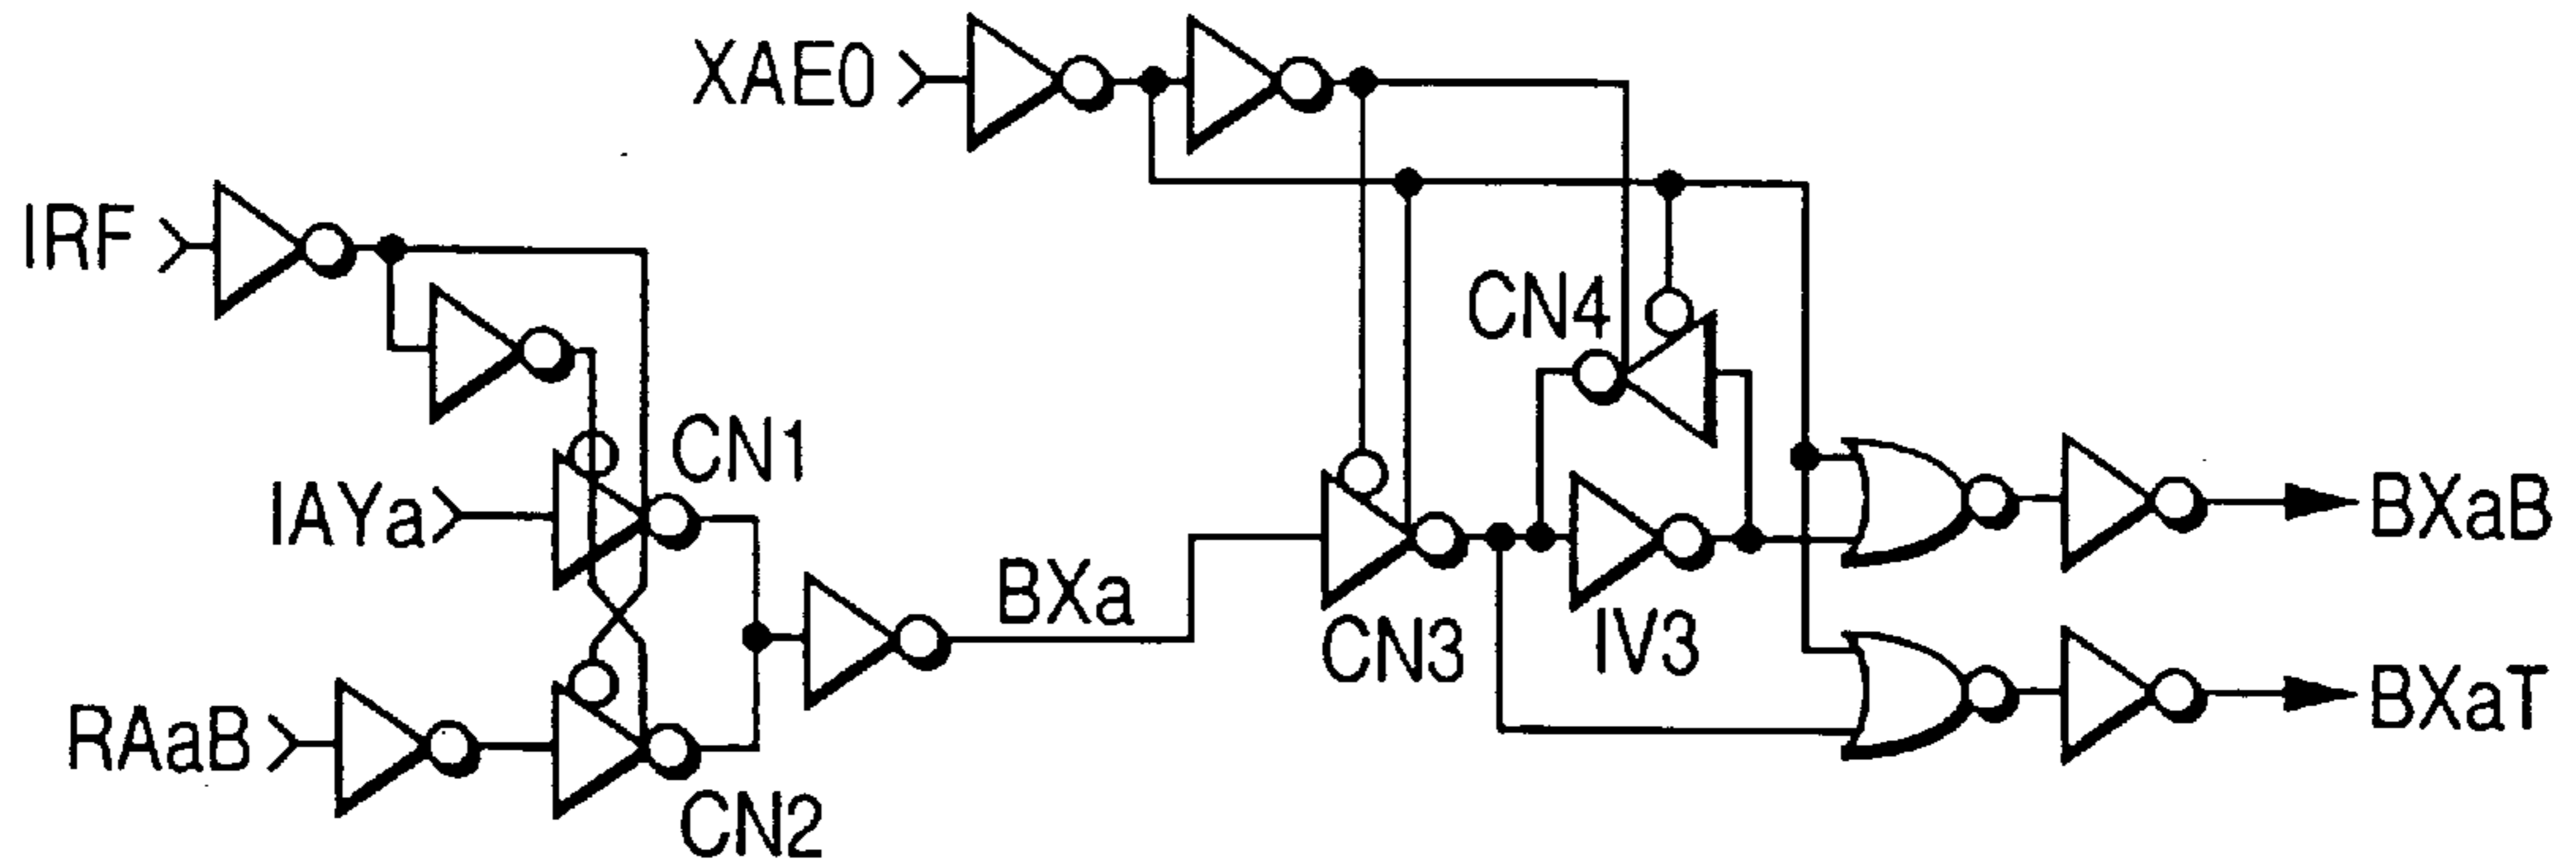 XAE0
IRF
CN4
CN1
IAYa
BXaB
BXa
CN3
IV3
RAaB
BXaT
CN2